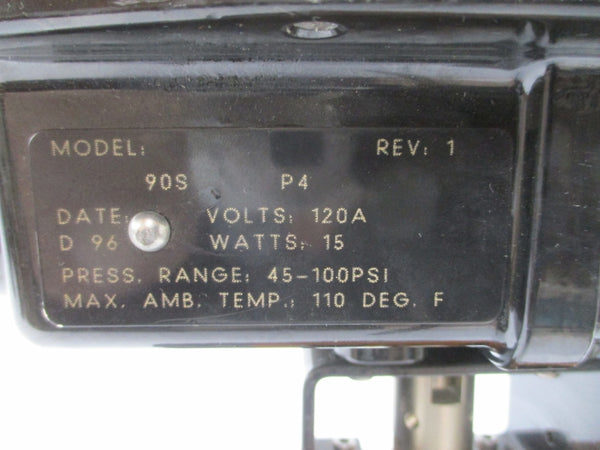 MODEL: REV: 1
90S P4
DATE: VOLTS: 120A
D 96 WATTS: 15
PRESS. RANGE: 45-100PSI
MAX. AMB. TEMP.: 110 DEG. F